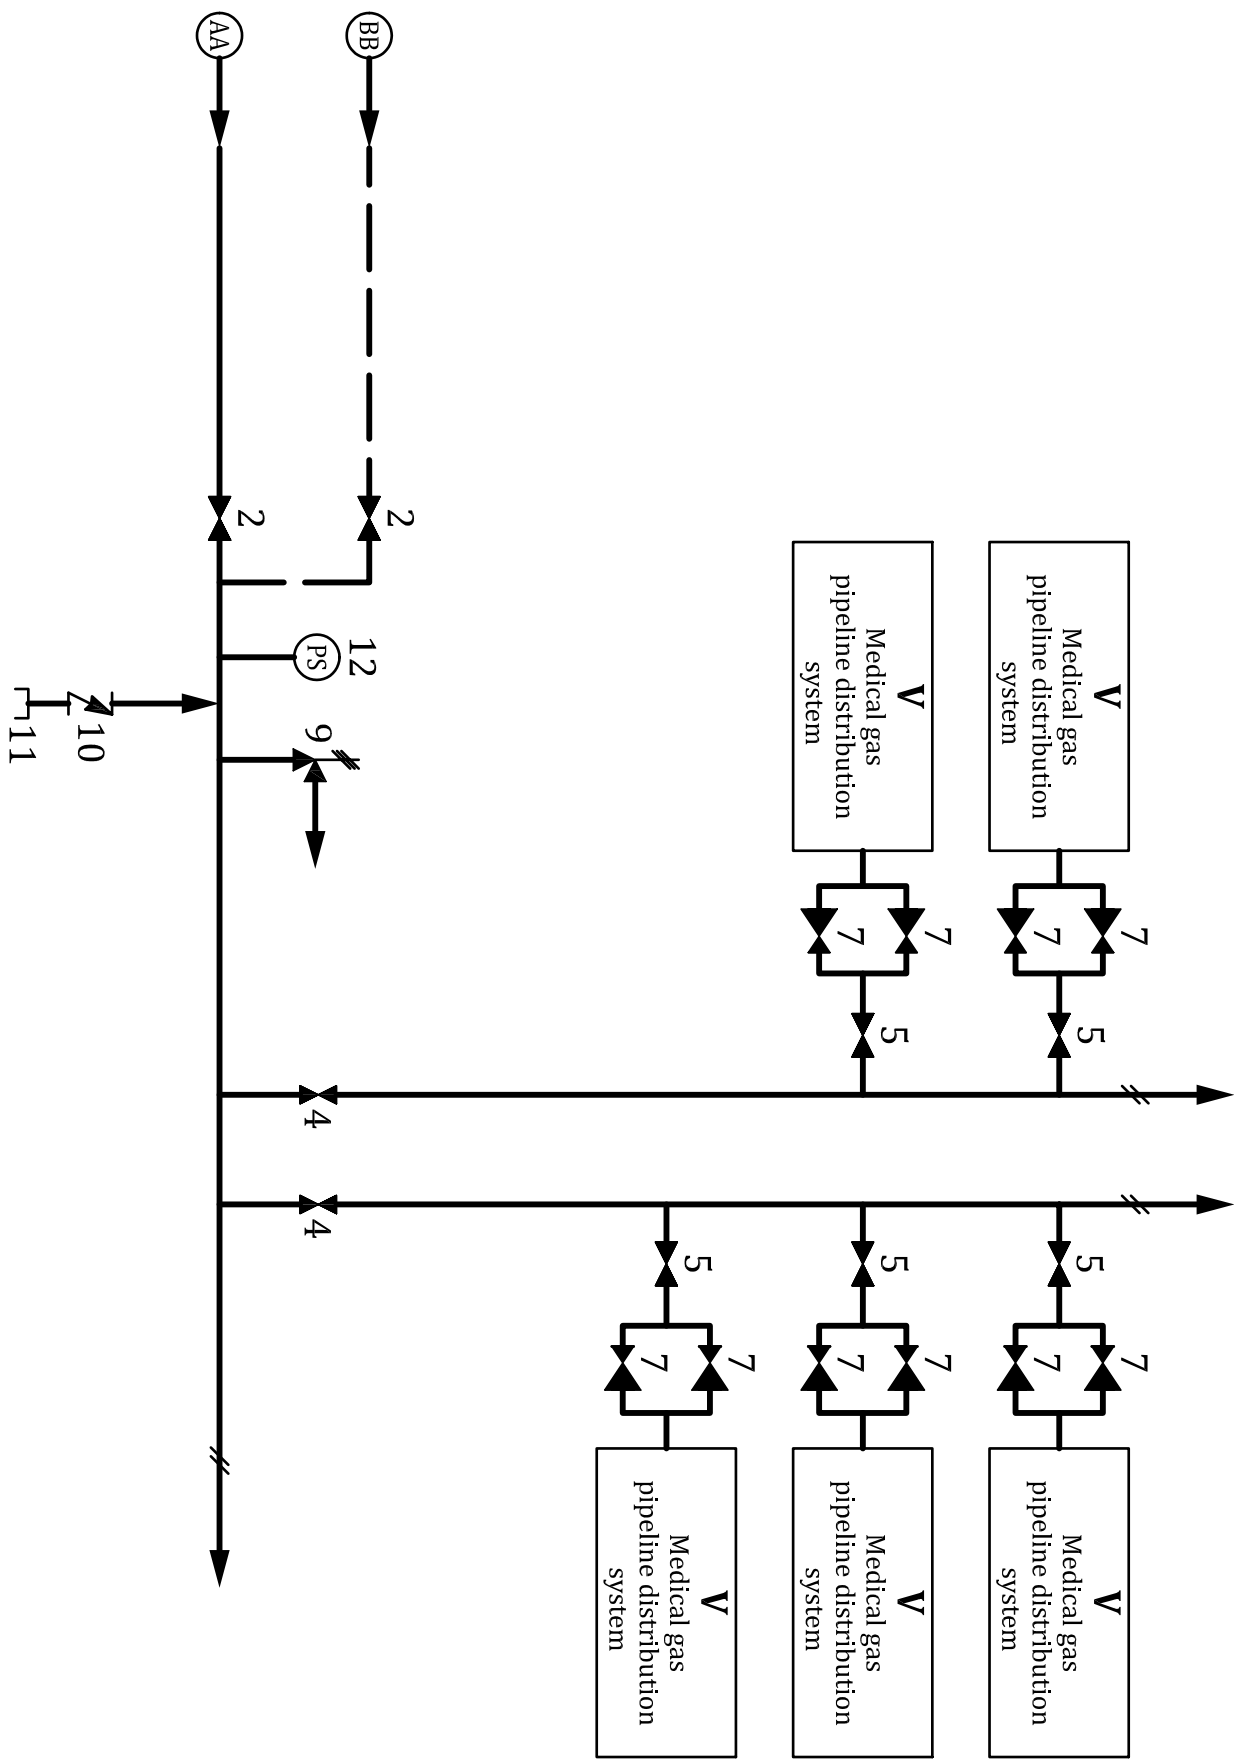 V
Medical gas
pipeline distribution
system
7
7
5
5
7
7
V
Medical gas
pipeline distribution
system
V
Medical gas
pipeline distribution
system
7
7
5
5
7
7
V
Medical gas
pipeline distribution
system
5
7
7
V
Medical gas
pipeline distribution
system
BB
2
12
PS
9
4
4
AA
2
10
11